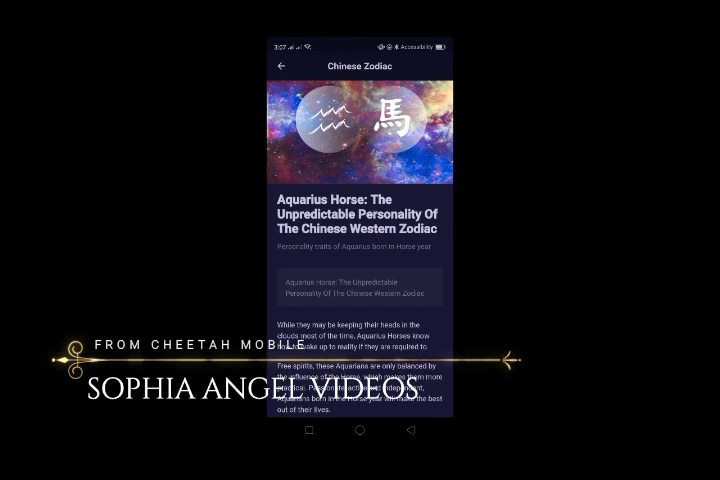 3:07
Accessibility
Chinese Zodiac
馬
Aquarius Horse: The
Unpredictable Personality Of
The Chinese Western Zodiac
Personality traits of Aquarius born in Horse year
Aquarius Horse: The Unpredictable
Personality Of The Chinese Western Zodiac
While they may be keeping their heads in the
clouds most of the time, Aquarius Horses know
how to wake up to reality if they are required to.
FROM CHEETAH MOBILE
Free spirits, these Aquarians are only balanced by
the influence of the Horse, which makes them more
SOPHIA ANGEL VIDEOS
Aquarians born in the Horse year will make the best
out of their lives.